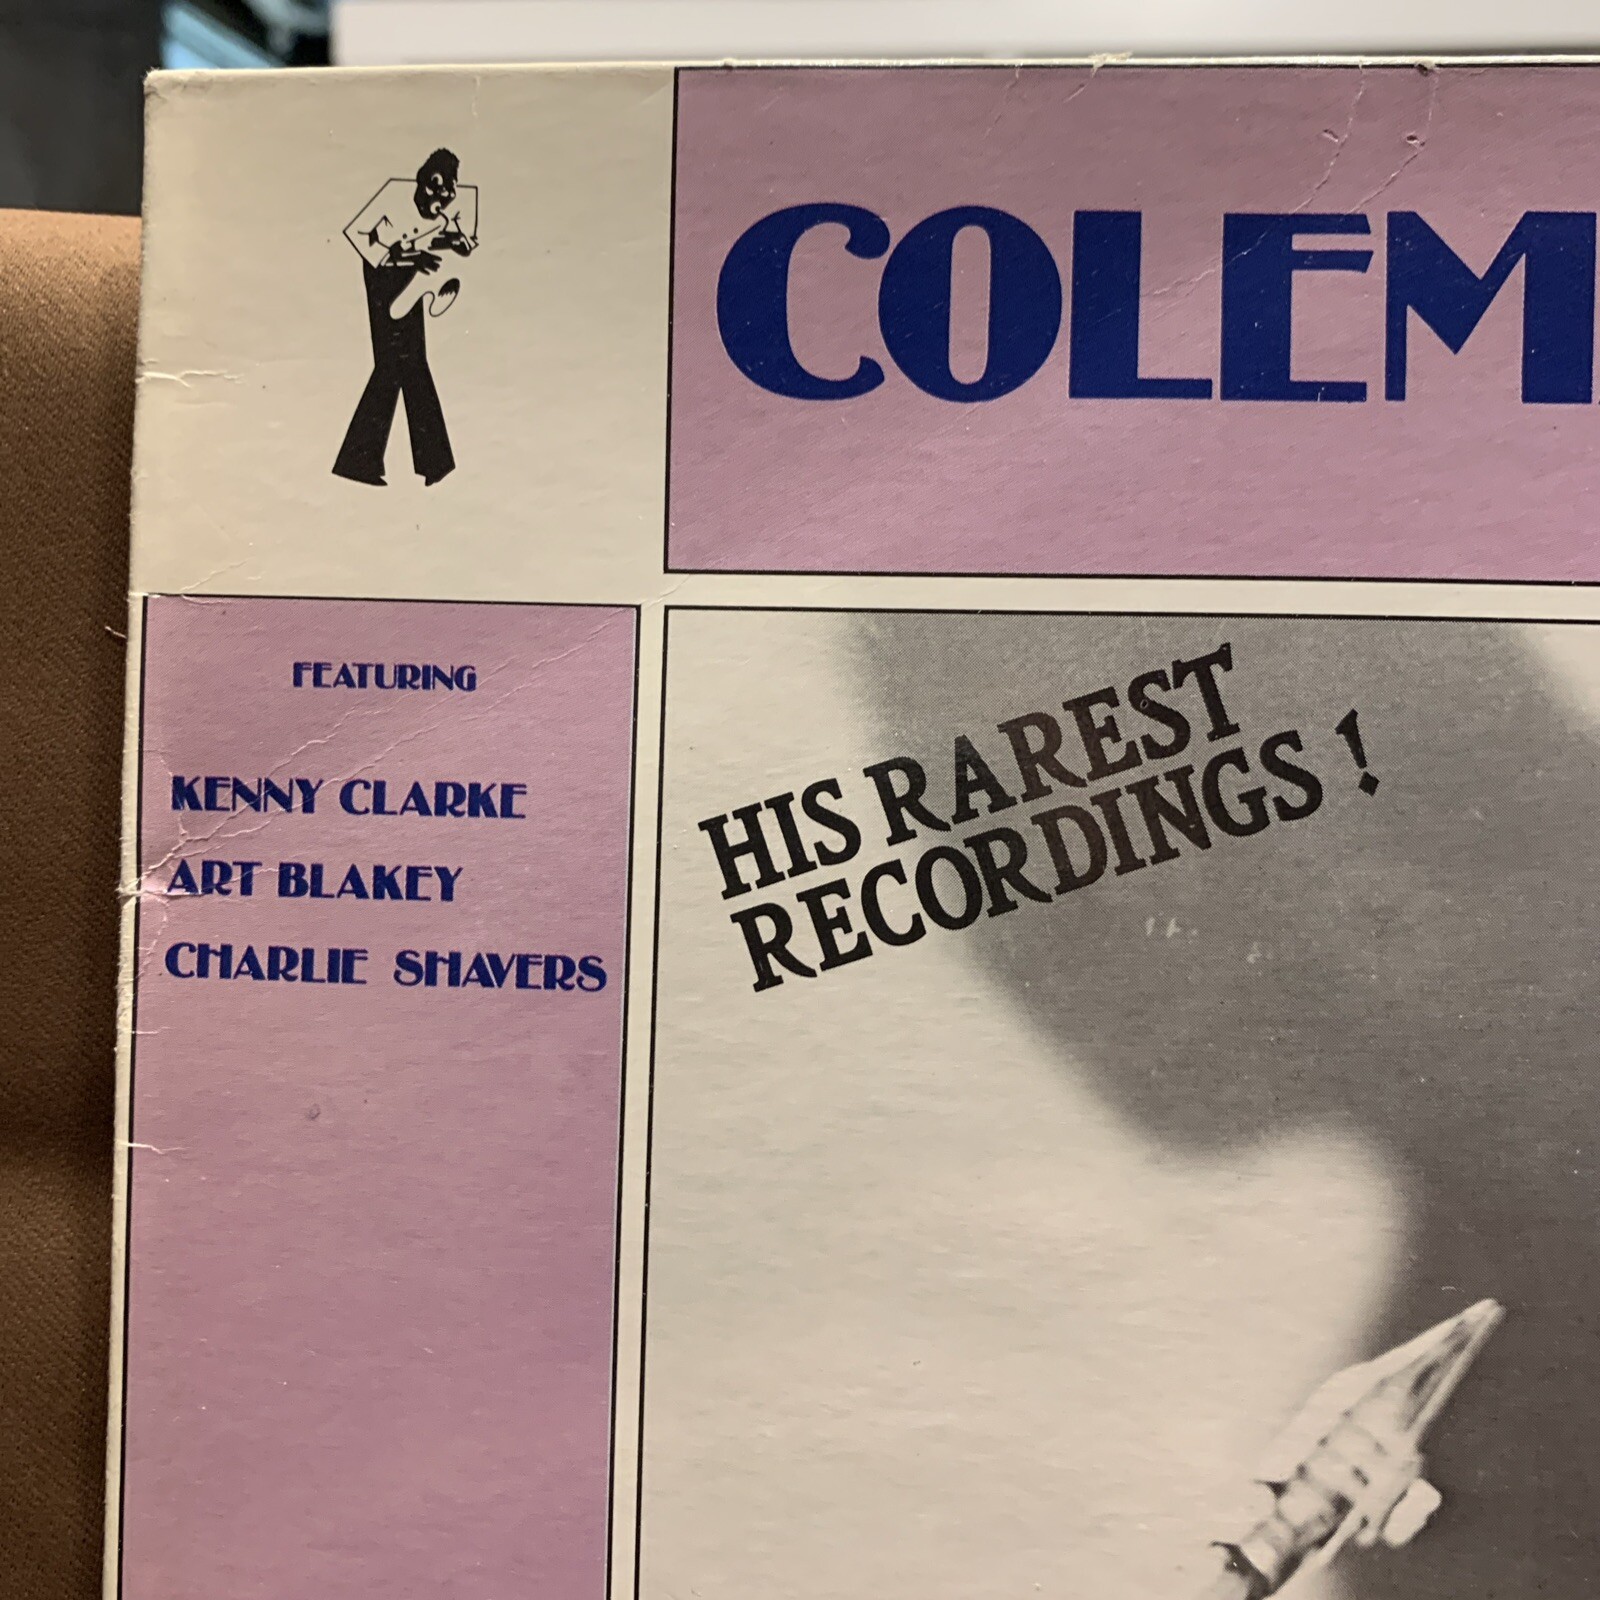 COLEM
FEATURING
KENNY CLARKE
ART BLAKEY
CHARLIE SHAVERS
HIS RAREST
RECORDINGS !